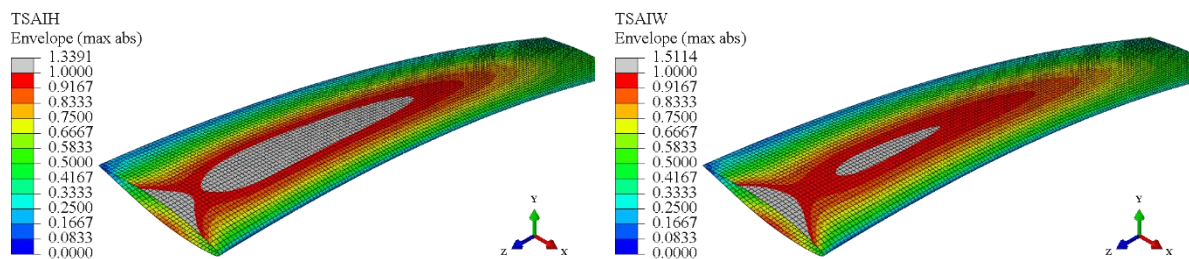 TSAIH
Envelope (max abs)
1.3391
1.0000
0.9167
0.8333
0.7500
0.6667
0.5833
0.5000
0.4167
0.3333
0.2500
0.1667
0.0833
0.0000
Y
Z
X
TSAIW
Envelope (max abs)
1.5114
1.0000
0.9167
0.8333
0.7500
0.6667
0.5833
0.5000
0.4167
0.3333
0.2500
0.1667
0.0833
0.0000
Y
Z
X